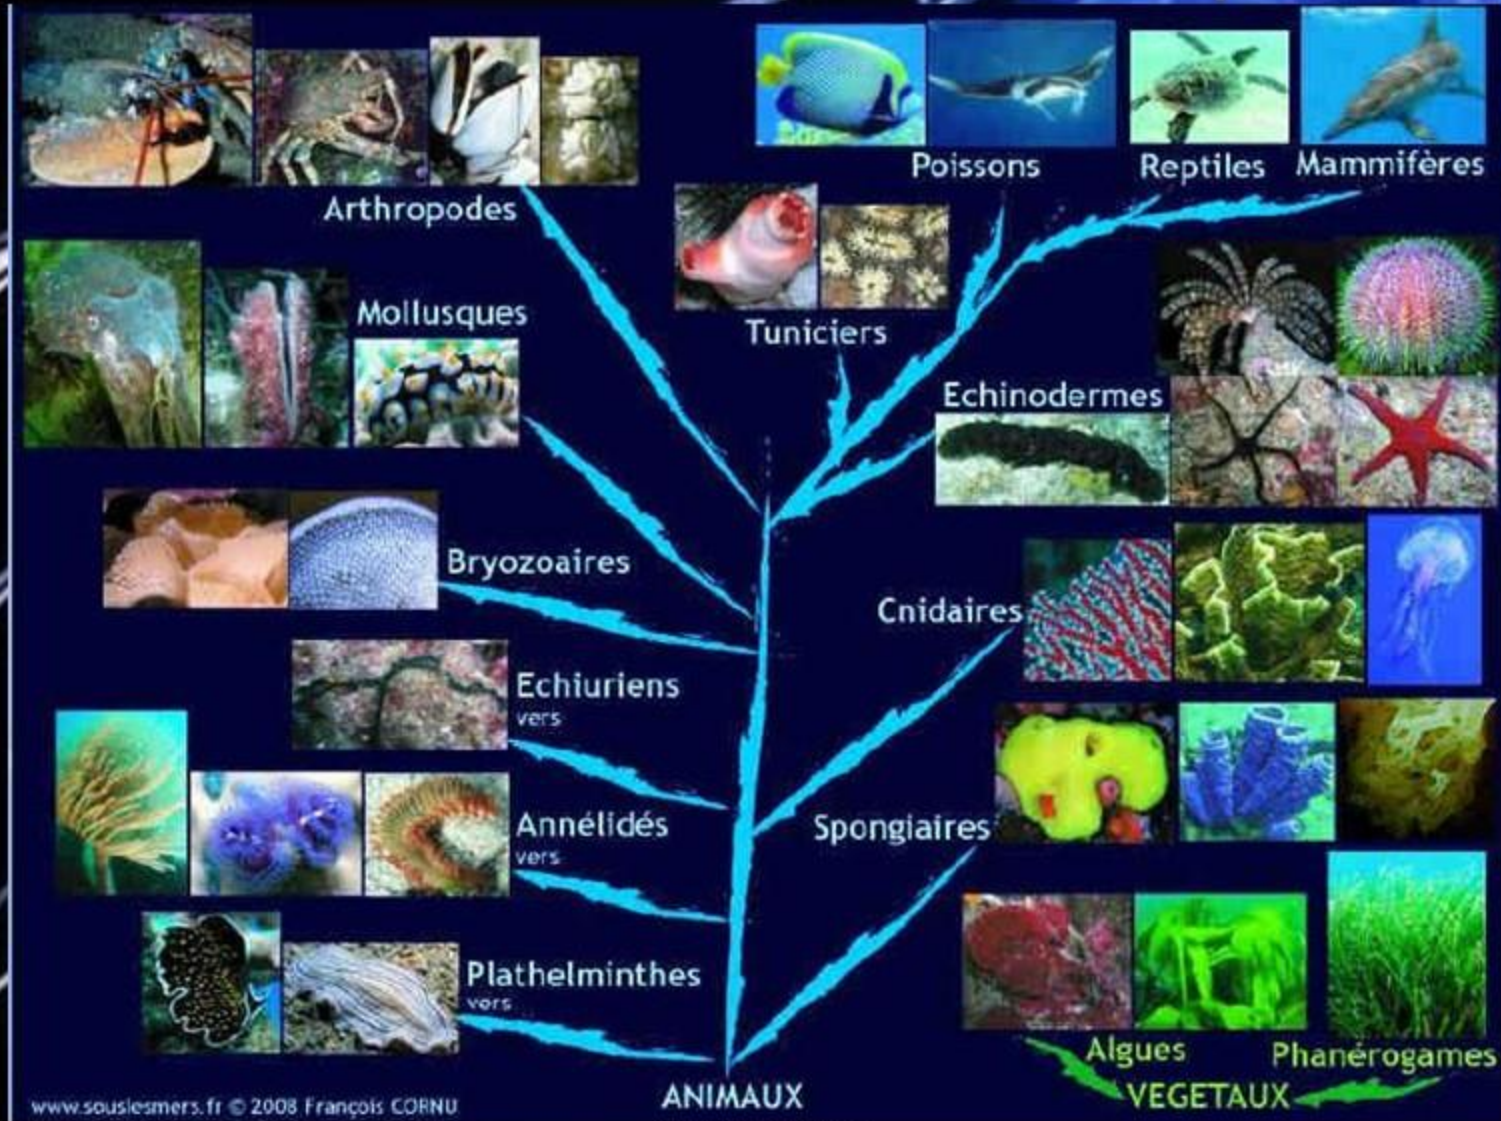 Poissons
Reptiles
Mammifères
Arthropodes
Mollusques
Tuniciers
Echinodermes
Bryozoaires
Cnidaires
Echiuriens
vers
Annélidés
vers
Spongiaires
Plathelminthes
vers
Algues
Phanérogames
ANIMAUX
VEGETAUX
www.souslesmers.fr © 2008 François CORNU